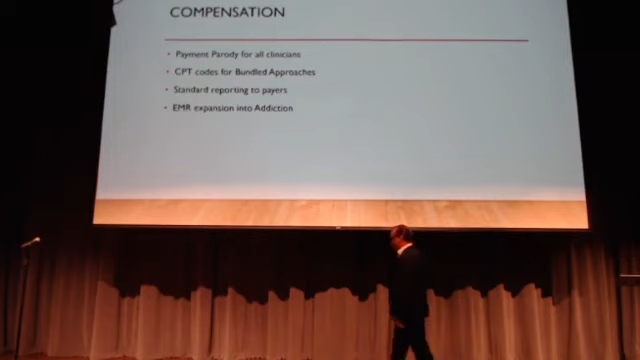 COMPENSATION
Payment Parody for all clinicians
CPT codes for Bundled Approaches
Standard reporting to payers
EMR expansion into Addiction